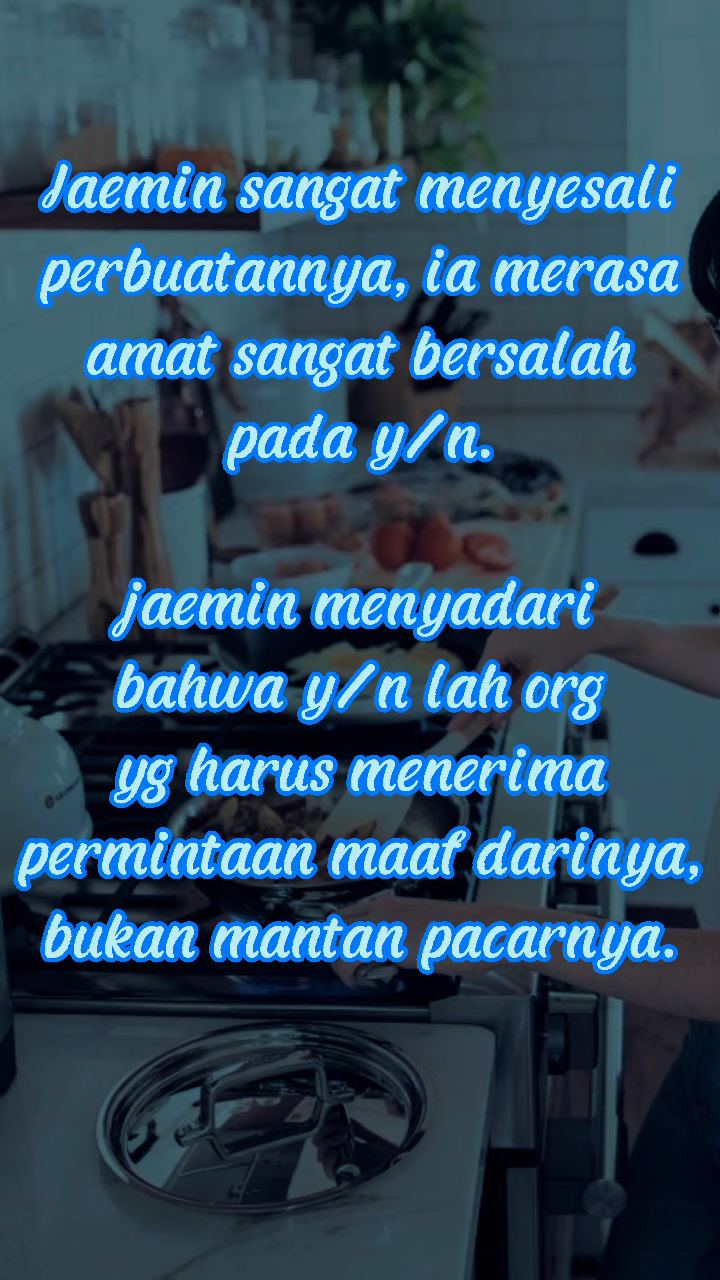 Jaemin sangat menyesali
perbuatannya, ia merasa
amat sangat bersalah
pada y/n.
jaemin menyadari
bahwa y/n lah org
yg harus menerima
permintaan maaf darinya,
bukan mantan pacarnya.